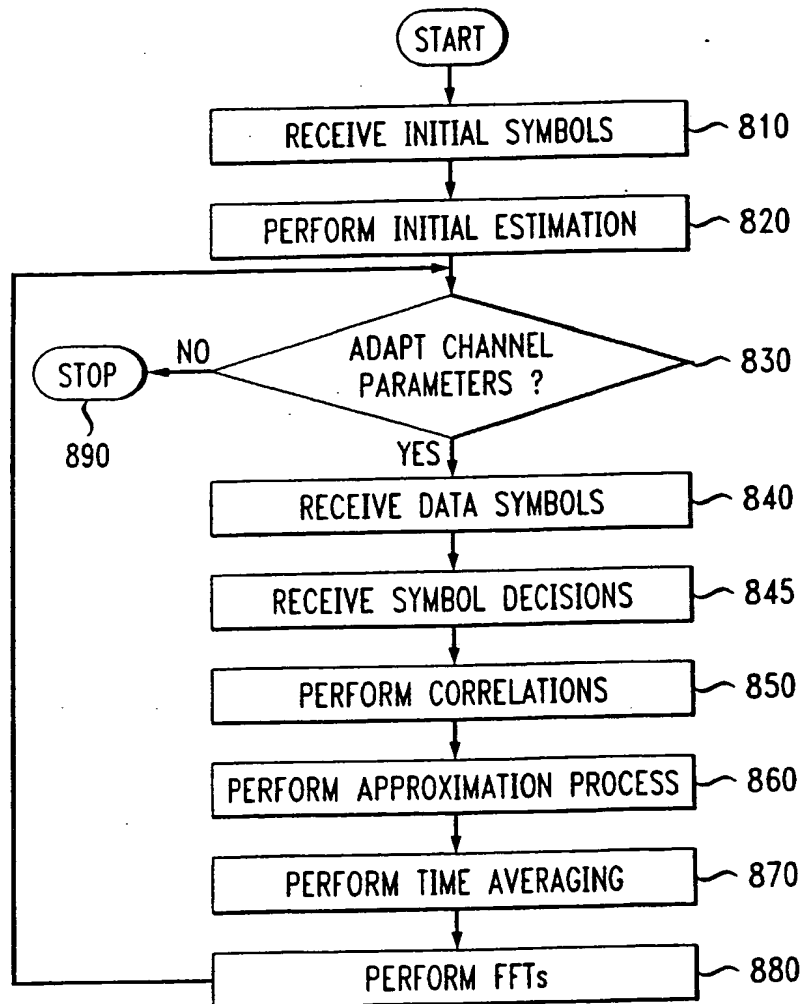 START
RECEIVE INITIAL SYMBOLS 810
PERFORM INITIAL ESTIMATION 820
ADAPT CHANNEL
PARAMETERS ?
830
NO
STOP
890
YES
RECEIVE DATA SYMBOLS 840
RECEIVE SYMBOL DECISIONS 845
PERFORM CORRELATIONS 850
PERFORM APPROXIMATION PROCESS 860
PERFORM TIME AVERAGING 870
PERFORM FFTs 880